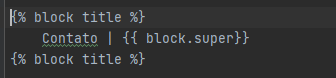 {% block title %}
Contato | {{ block.super}}
{% block title %}